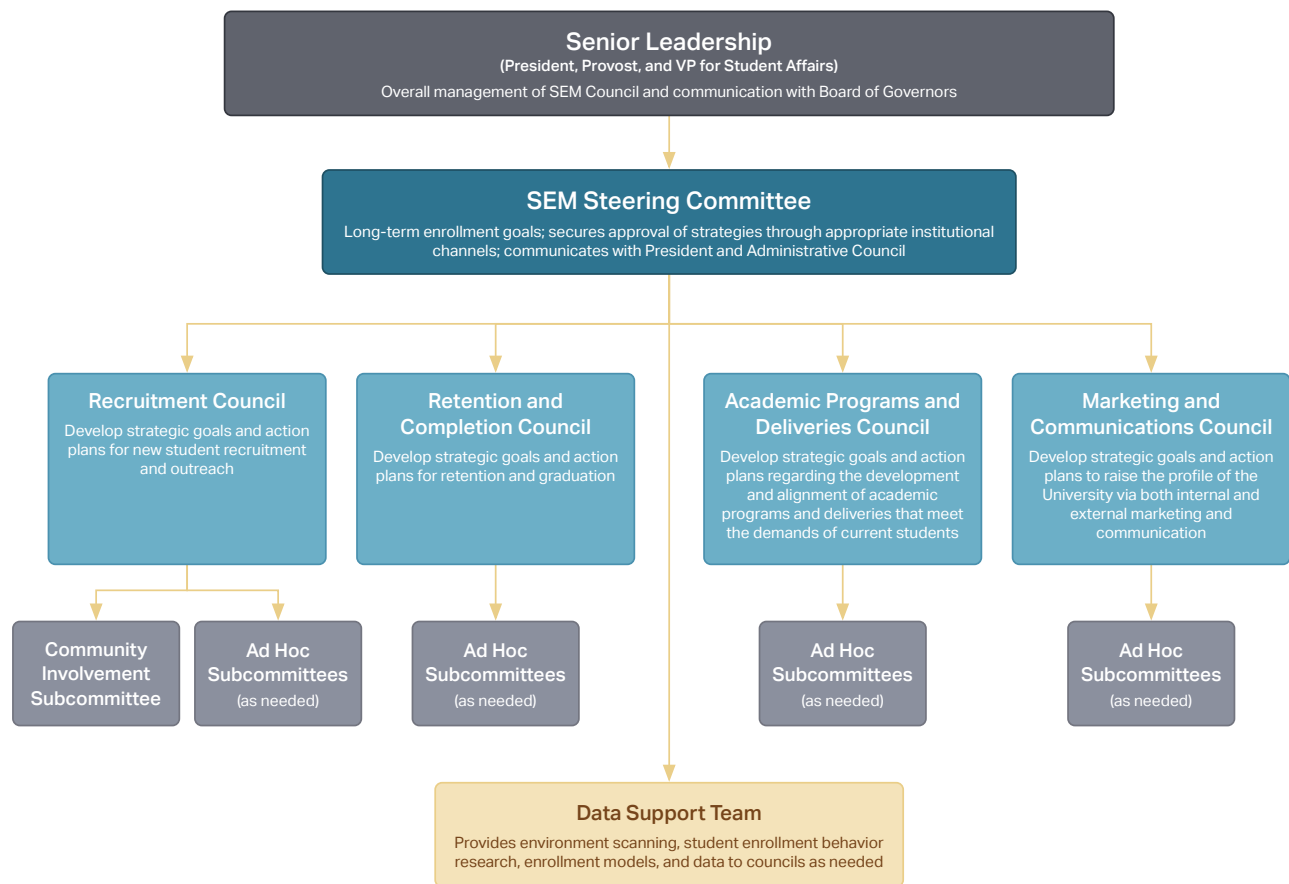 Senior Leadership
(President, Provost, and VP for Student Affairs)
Overall management of SEM Council and communication with Board of Governors
SEM Steering Committee
Long-term enrollment goals; secures approval of strategies through appropriate institutional
channels; communicates with President and Administrative Council
Recruitment Council
Develop strategic goals and action
plans for new student recruitment
and outreach
Retention and
Completion Council
Develop strategic goals and action
plans for retention and graduation
Academic Programs and
Deliveries Council
Develop strategic goals and action
plans regarding the development
and alignment of academic
programs and deliveries that meet
the demands of current students
Marketing and
Communications Council
Develop strategic goals and action
plans to raise the profile of the
University via both internal and
external marketing and
communication
Community
Involvement
Subcommittee
Ad Hoc
Subcommittees
(as needed)
Ad Hoc
Subcommittees
(as needed)
Ad Hoc
Subcommittees
(as needed)
Ad Hoc
Subcommittees
(as needed)
Data Support Team
Provides environment scanning, student enrollment behavior
research, enrollment models, and data to councils as needed